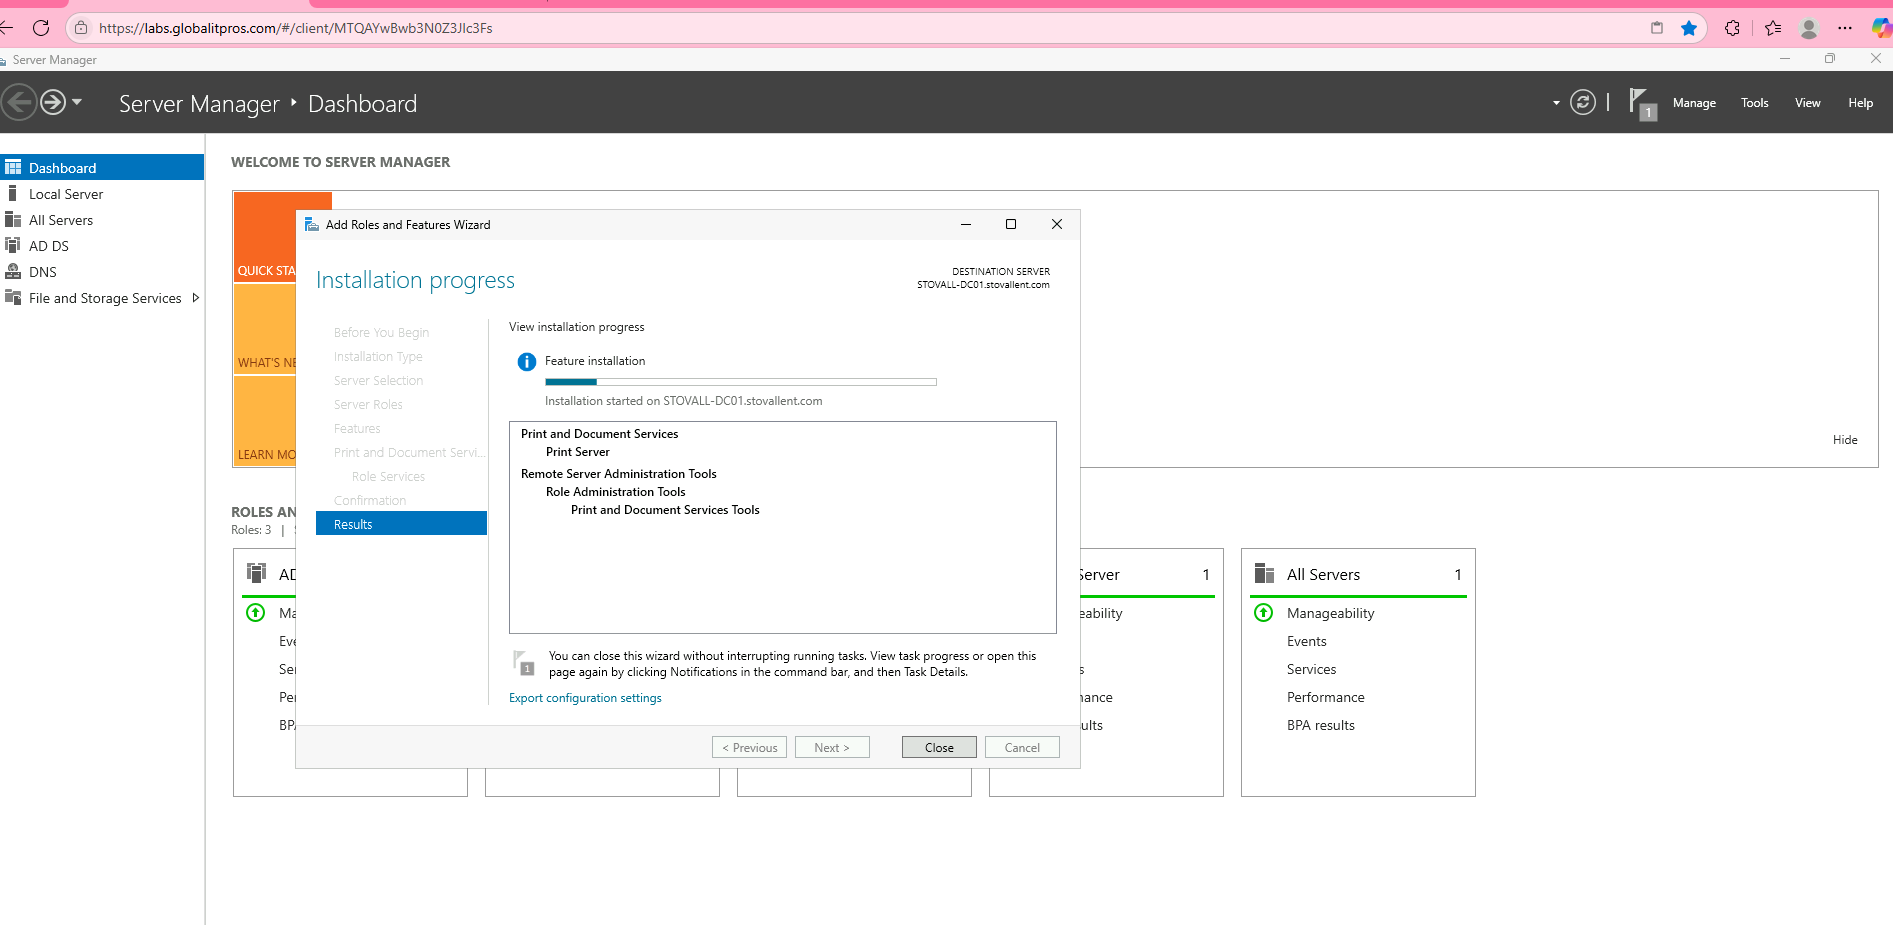 https://labs.globalitpros.com/#/client/MTQAYwBwb3N0Z3JIc3Fs
Server Manager
Server Manager Dashboard
1
Manage
Tools
View
Help
Dashboard
Local Server
All Servers
AD DS
DNS
File and Storage Services
WELCOME TO SERVER MANAGER
QUICK STA
WHAT'S NE
LEARN MO
Hide
Add Roles and Features Wizard
Installation progress
DESTINATION SERVER
STOVALL-DC01.stovallent.com
Before You Begin
Installation Type
Server Selection
Server Roles
Features
Print and Document Servi...
Role Services
Confirmation
Results
View installation progress
Feature installation
Installation started on STOVALL-DC01.stovallent.com
Print and Document Services
Print Server
Remote Server Administration Tools
Role Administration Tools
Print and Document Services Tools
1
You can close this wizard without interrupting running tasks. View task progress or open this
page again by clicking Notifications in the command bar, and then Task Details.
Export configuration settings
< Previous
Next >
Close
Cancel
ROLES AN
Roles: 3 |
AD
Ma
Eve
Ser
Per
BPA
Server 1
eability
s
nance
ults
All Servers 1
Manageability
Events
Services
Performance
BPA results